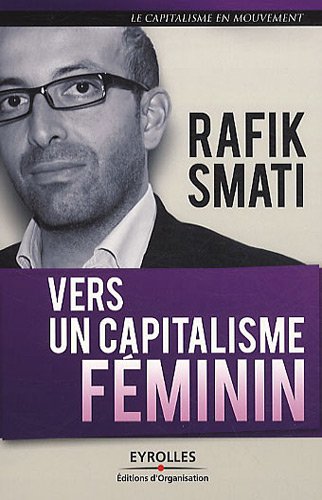 LE CAPITALISME EN MOUVEMENT
RAFIK
SMATI
VERS
UN CAPITALISME
FÉMININ
EYROLLES
Éditions d'Organisation